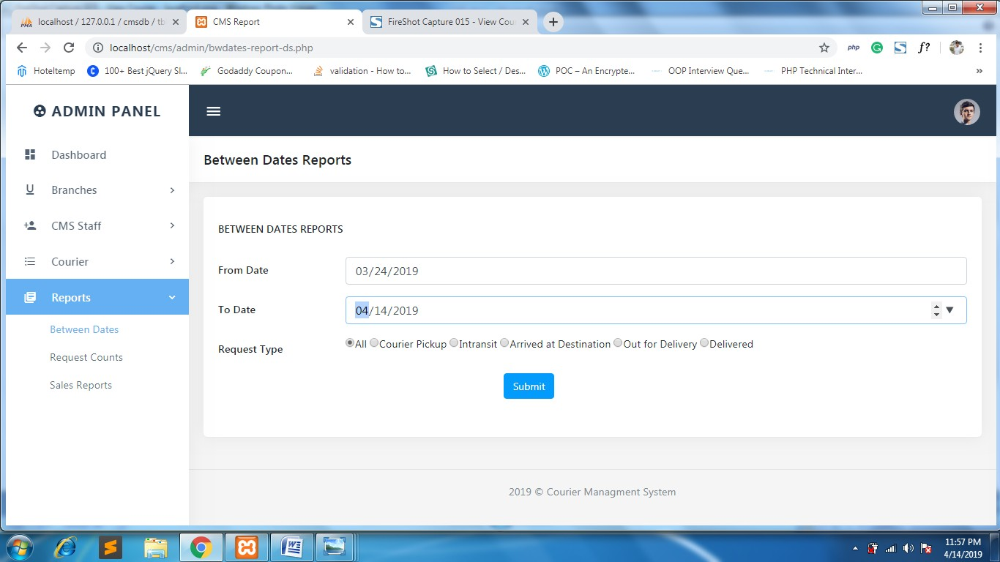 localhost / 127.0.0.1 / cmsdb / tb
CMS Report
FireShot Capture 015 - View Cou
localhost/cms/admin/bwdates-report-ds.php
php
f?
Hoteltemp
100+ Best jQuery Sl...
Godaddy Coupon...
validation - How to...
How to Select / Des...
POC – An Encrypte...
OOP Interview Que...
PHP Technical Inter...
»
ADMIN PANEL
Dashboard
Branches
CMS Staff
Courier
Reports
Between Dates
Request Counts
Sales Reports
Between Dates Reports
BETWEEN DATES REPORTS
From Date
03/24/2019
To Date
04/14/2019
Request Type
All Courier Pickup Intransit Arrived at Destination Out for Delivery Delivered
Submit
2019 © Courier Managment System
11:57 PM
4/14/2019